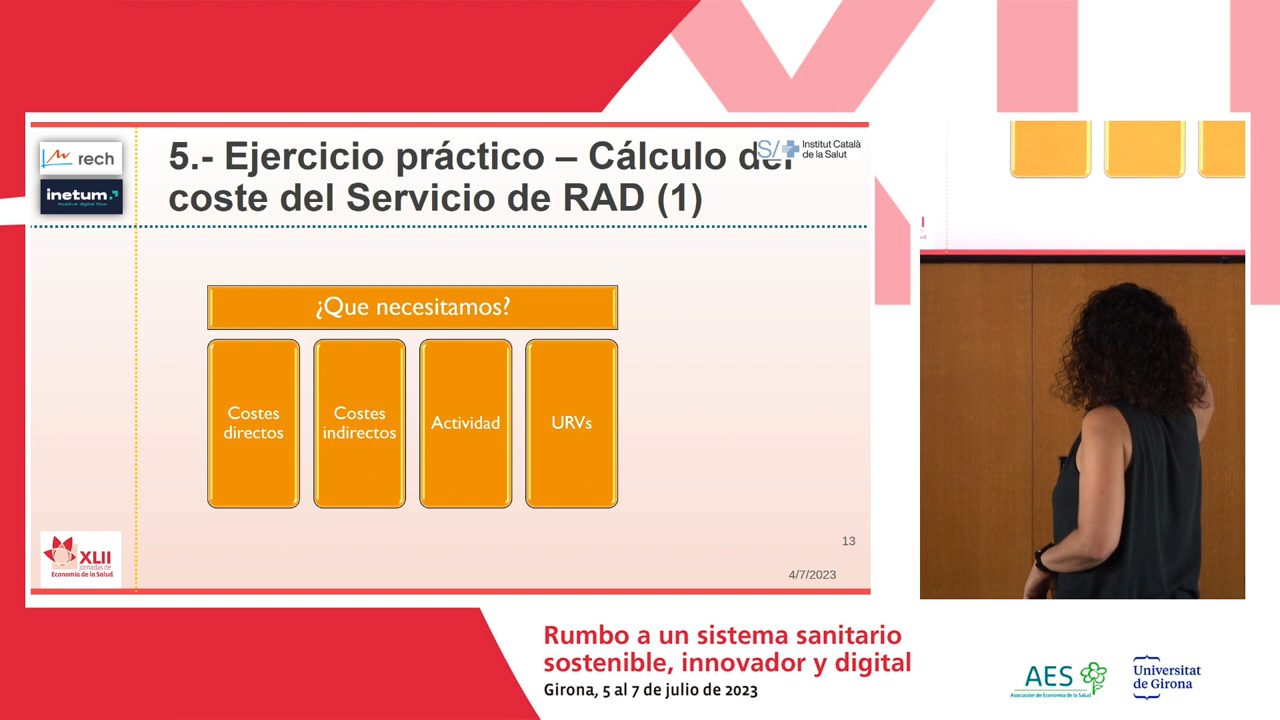 rech
inetum.
5.- Ejercicio práctico – Cálculo del
coste del Servicio de RAD (1)
Institut Català
de la Salut
¿Que necesitamos?
Costes
directos
Costes
indirectos
Actividad
URVs
XLII
Jornadas de
Economía de la Salud
13
4/7/2023
Rumbo a un sistema sanitario
sostenible, innovador y digital
Girona, 5 al 7 de julio de 2023
AES
Asociación de Economía de la Salud
Universitat
de Girona